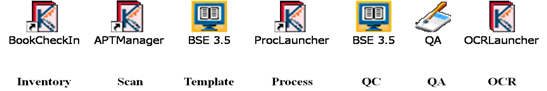 BookCheckIn APTManager BSE 3.5 ProcLauncher BSE 3.5 QA OCRLauncher
Inventory Scan Template Process QC QA OCR